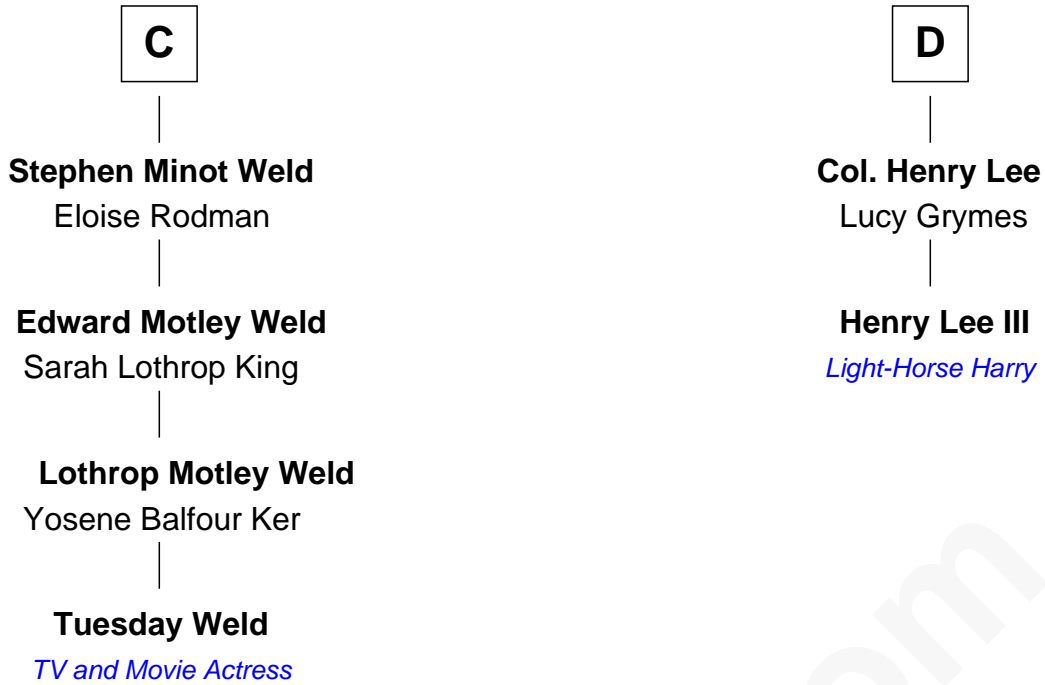 C
Stephen Minot Weld
Eloise Rodman
Edward Motley Weld
Sarah Lothrop King
Lothrop Motley Weld
Yosene Balfour Ker
Tuesday Weld
TV and Movie Actress
D
Col. Henry Lee
Lucy Grymes
Henry Lee III
Light-Horse Harry
om